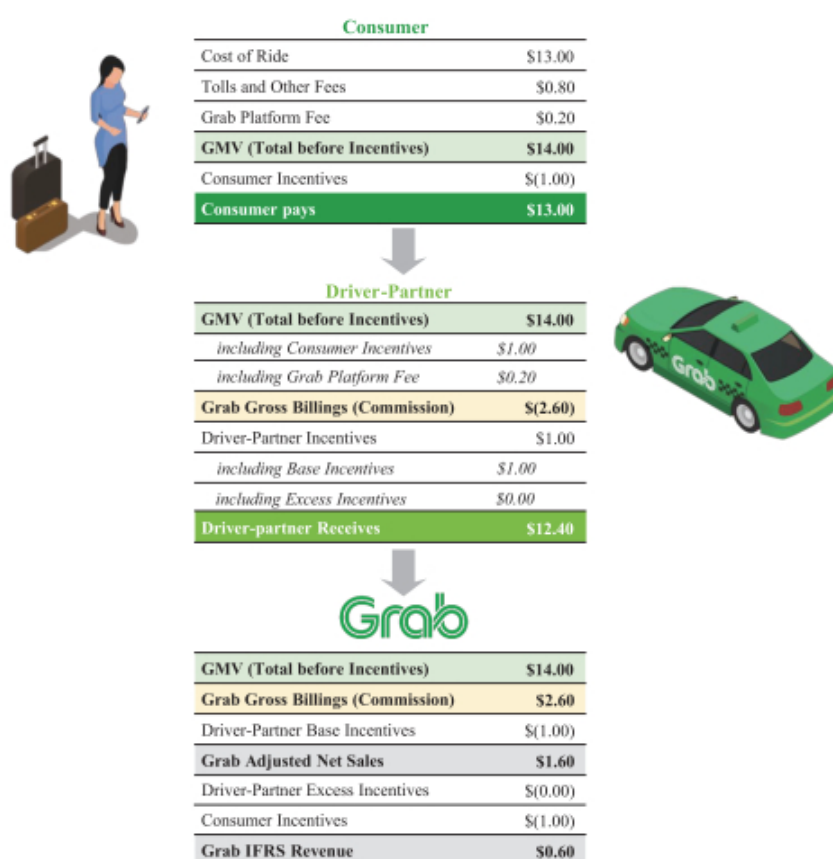 Consumer
Cost of Ride $13.00
Tolls and Other Fees $0.80
Grab Platform Fee $0.20
GMV (Total before Incentives) $14.00
Consumer Incentives $(1.00)
Consumer pays $13.00
Driver-Partner
GMV (Total before Incentives) $14.00
including Consumer Incentives $1.00
including Grab Platform Fee $0.20
Grab Gross Billings (Commission) $(2.60)
Driver-Partner Incentives $1.00
including Base Incentives $1.00
including Excess Incentives $0.00
Driver-partner Receives $12.40
Grab
Grab
GMV (Total before Incentives) $14.00
Grab Gross Billings (Commission) $2.60
Driver-Partner Base Incentives $(1.00)
Grab Adjusted Net Sales $1.60
Driver-Partner Excess Incentives $(0.00)
Consumer Incentives $(1.00)
Grab IFRS Revenue $0.60